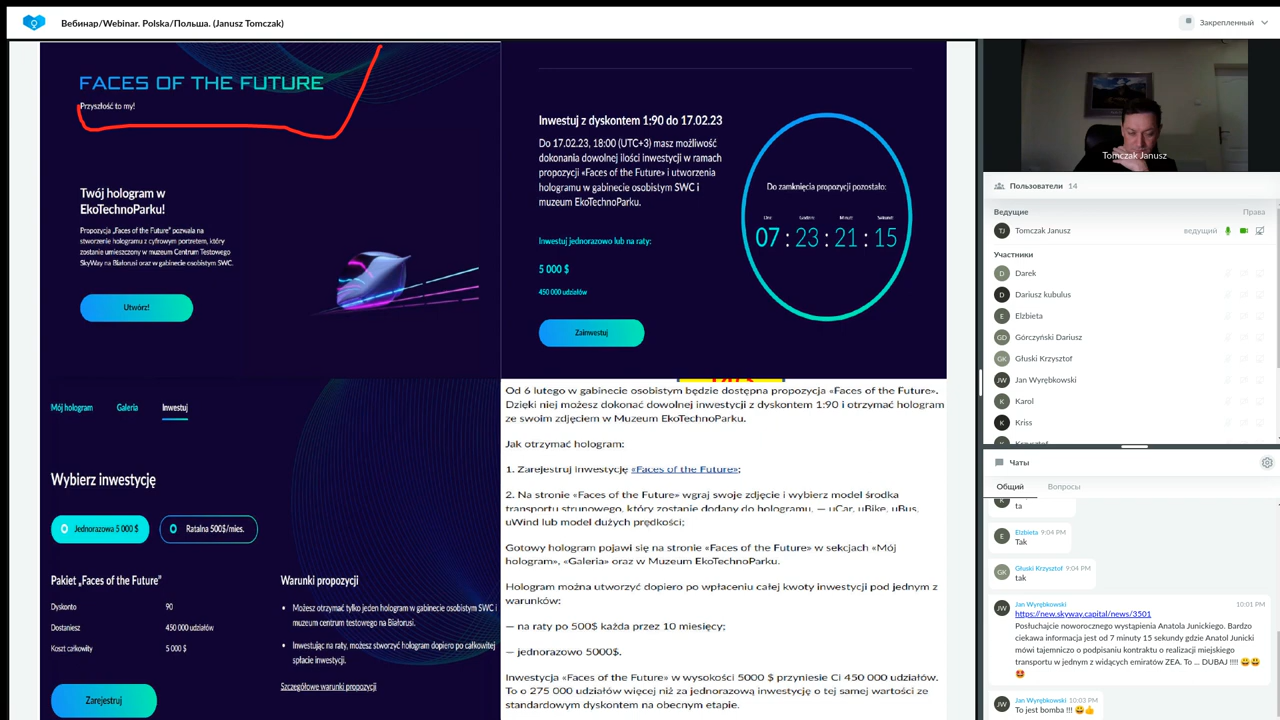 Вебинар/Webinar. Polska/Польша. (Janusz Tomczak)
Закрепленный
FACES OF THE FUTURE
Przyszłość to my!
Twój hologram w
EkoTechnoParku!
Propozycja „Faces of the Future” pozwala na
stworzenie hologramu z cyfrowym portretem, który
zostanie umieszczony w muzeum Centrum Testowego
SkyWay na Białorusi oraz w gabinecie osobistym SWC.
Utwórz!
Inwestuj z dyskontem 1:90 do 17.02.23
Do 17.02.23, 18:00 (UTC+3) masz możliwość
dokonania dowolnej ilości inwestycji w ramach
propozycji «Faces of the Future» i utworzenia
hologramu w gabinecie osobistym SWC i
muzeum EkoTechnoParku.
Inwestuj jednorazowo lub na raty:
5 000 $
450 000 udziałów
Zainwestuj
Do zamknięcia propozycji pozostało:
Dni Godziny Minuty Sekundy
07 : 23 : 21 : 15
Mój hologram Galeria Inwestuj
Wybierz inwestycję
Jednorazowa 5 000 $ Ratalna 500$/mies.
Pakiet „Faces of the Future”
Dyskonto 90
Dostaniesz 450 000 udziałów
Koszt całkowity 5 000 $
Zarejestruj
Warunki propozycji
• Możesz otrzymać tylko jeden hologram w gabinecie osobistym SWC i
muzeum centrum testowego na Białorusi.
• Inwestując na raty, możesz stworzyć hologram dopiero po całkowitej
spłacie inwestycji.
Szczegółowe warunki propozycji
Od 6 lutego w gabinecie osobistym będzie dostępna propozycja «Faces of the Future».
Dzięki niej możesz dokonać dowolnej inwestycji z dyskontem 1:90 i otrzymać hologram
ze swoim zdjęciem w Muzeum EkoTechnoParku.
Jak otrzymać hologram:
1. Zarejestruj inwestycję «Faces of the Future»;
2. Na stronie «Faces of the Future» wgraj swoje zdjęcie i wybierz model środka
transportu strunowego, który zostanie dodany do hologramu, — uCar, uBike, uBus,
uWind lub model dużych prędkości;
Gotowy hologram pojawi się na stronie «Faces of the Future» w sekcjach «Mój
hologram», «Galeria» oraz w Muzeum EkoTechnoParku.
Hologram można utworzyć dopiero po wpłaceniu całej kwoty inwestycji pod jednym z
warunków:
— na raty po 500$ każda przez 10 miesięcy;
— jednorazowo 5000$.
Inwestycja «Faces of the Future» w wysokości 5000 $ przyniesie Ci 450 000 udziałów.
To o 275 000 udziałów więcej niż za jednorazową inwestycję o tej samej wartości ze
standardowym dyskontem na obecnym etapie.
Tomczak Janusz
Пользователи 14
Ведущие Права
TJ Tomczak Janusz ведущий
Участники
D Darek
D Dariusz kubulus
E Elzbieta
GD Górczyński Dariusz
GK Głuski Krzysztof
JW Jan Wyrębkowski
K Karol
K Kriss
Krzysztof
Чаты
Общий Вопросы
ta
E Elzbieta 9:04 PM
Tak
GK Głuski Krzysztof 9:04 PM
tak
JW Jan Wyrębkowski 10:01 PM
https://new.skyway.capital/news/3501
Posłuchajcie noworocznego wystąpienia Anatola Junickiego. Bardzo
ciekawa informacja jest od 7 minuty 15 sekundy gdzie Anatol Junicki
mówi tajemniczo o podpisaniu kontraktu o realizacji miejskiego
transportu w jednym z wiďących emiratów ZEA. To ... DUBAJ !!!! 😀😀
🤩
JW Jan Wyrębkowski 10:03 PM
To jest bomba !!! 😀👍